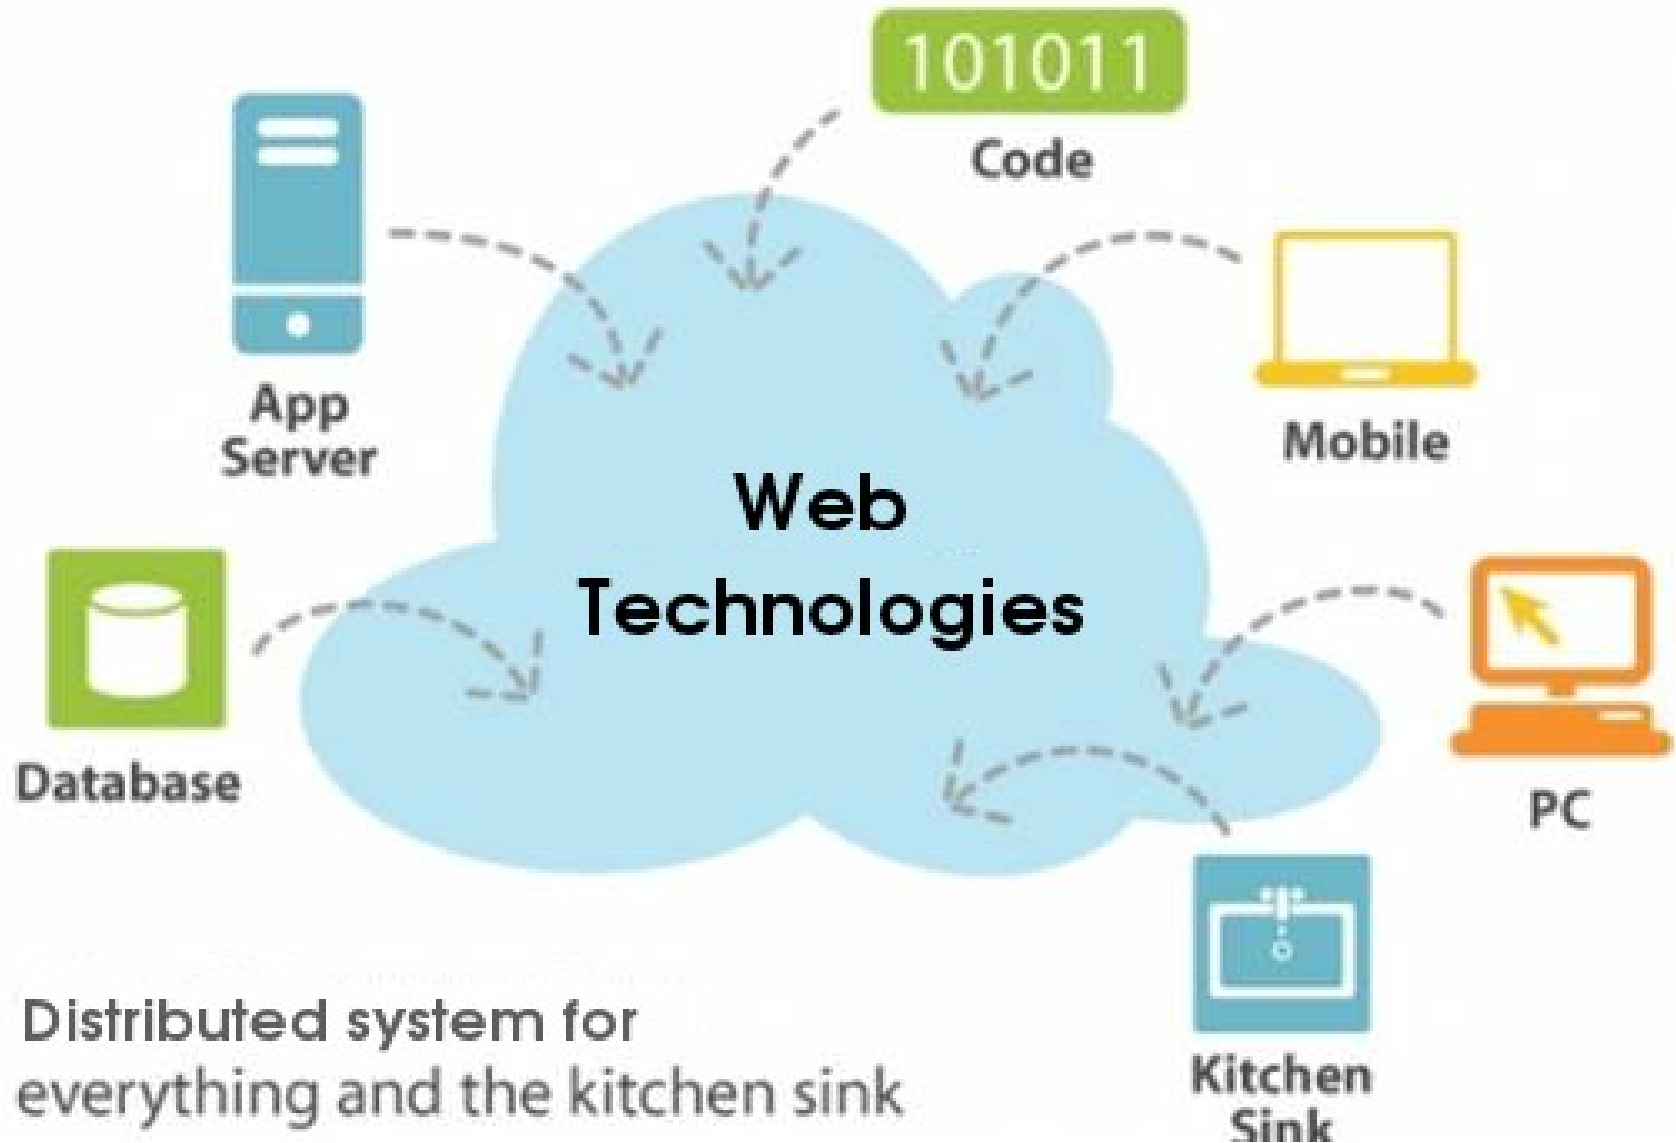 101011
Code
App
Server
Mobile
Web
Technologies
Database
PC
Kitchen
Sink
Distributed system for
everything and the kitchen sink